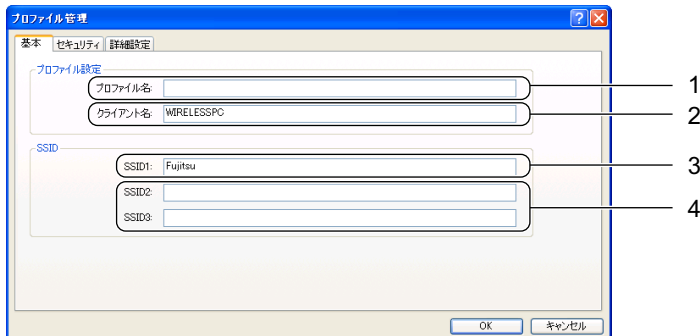 プロファイル管理
基本 セキュリティ 詳細設定
プロファイル設定
プロファイル名: 1
クライアント名: WIRELESSPC 2
SSID
SSID1: Fujitsu 3
SSID2: 4
SSID3:
OK キャンセル